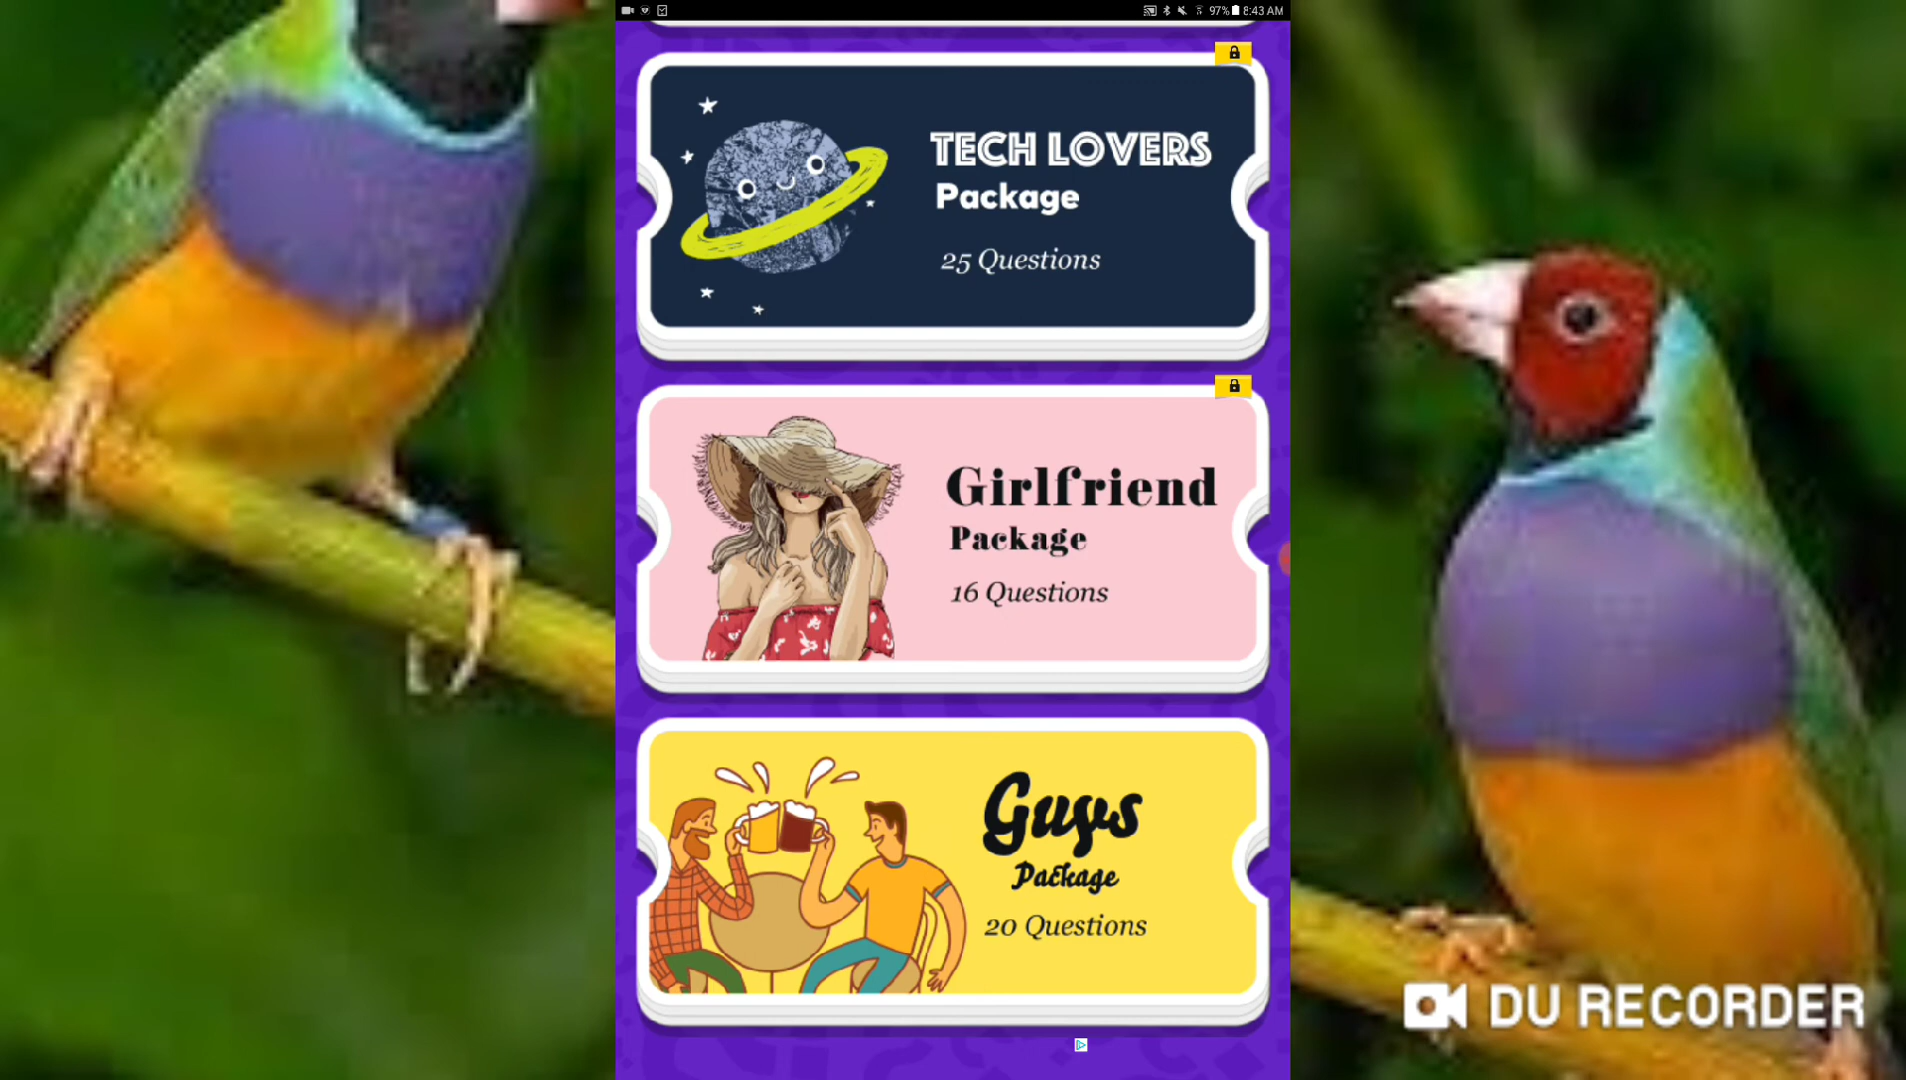 97% 8:43 AM
TECH LOVERS
Package
25 Questions
Girlfriend
Package
16 Questions
Guys
Package
20 Questions
DU RECORDER